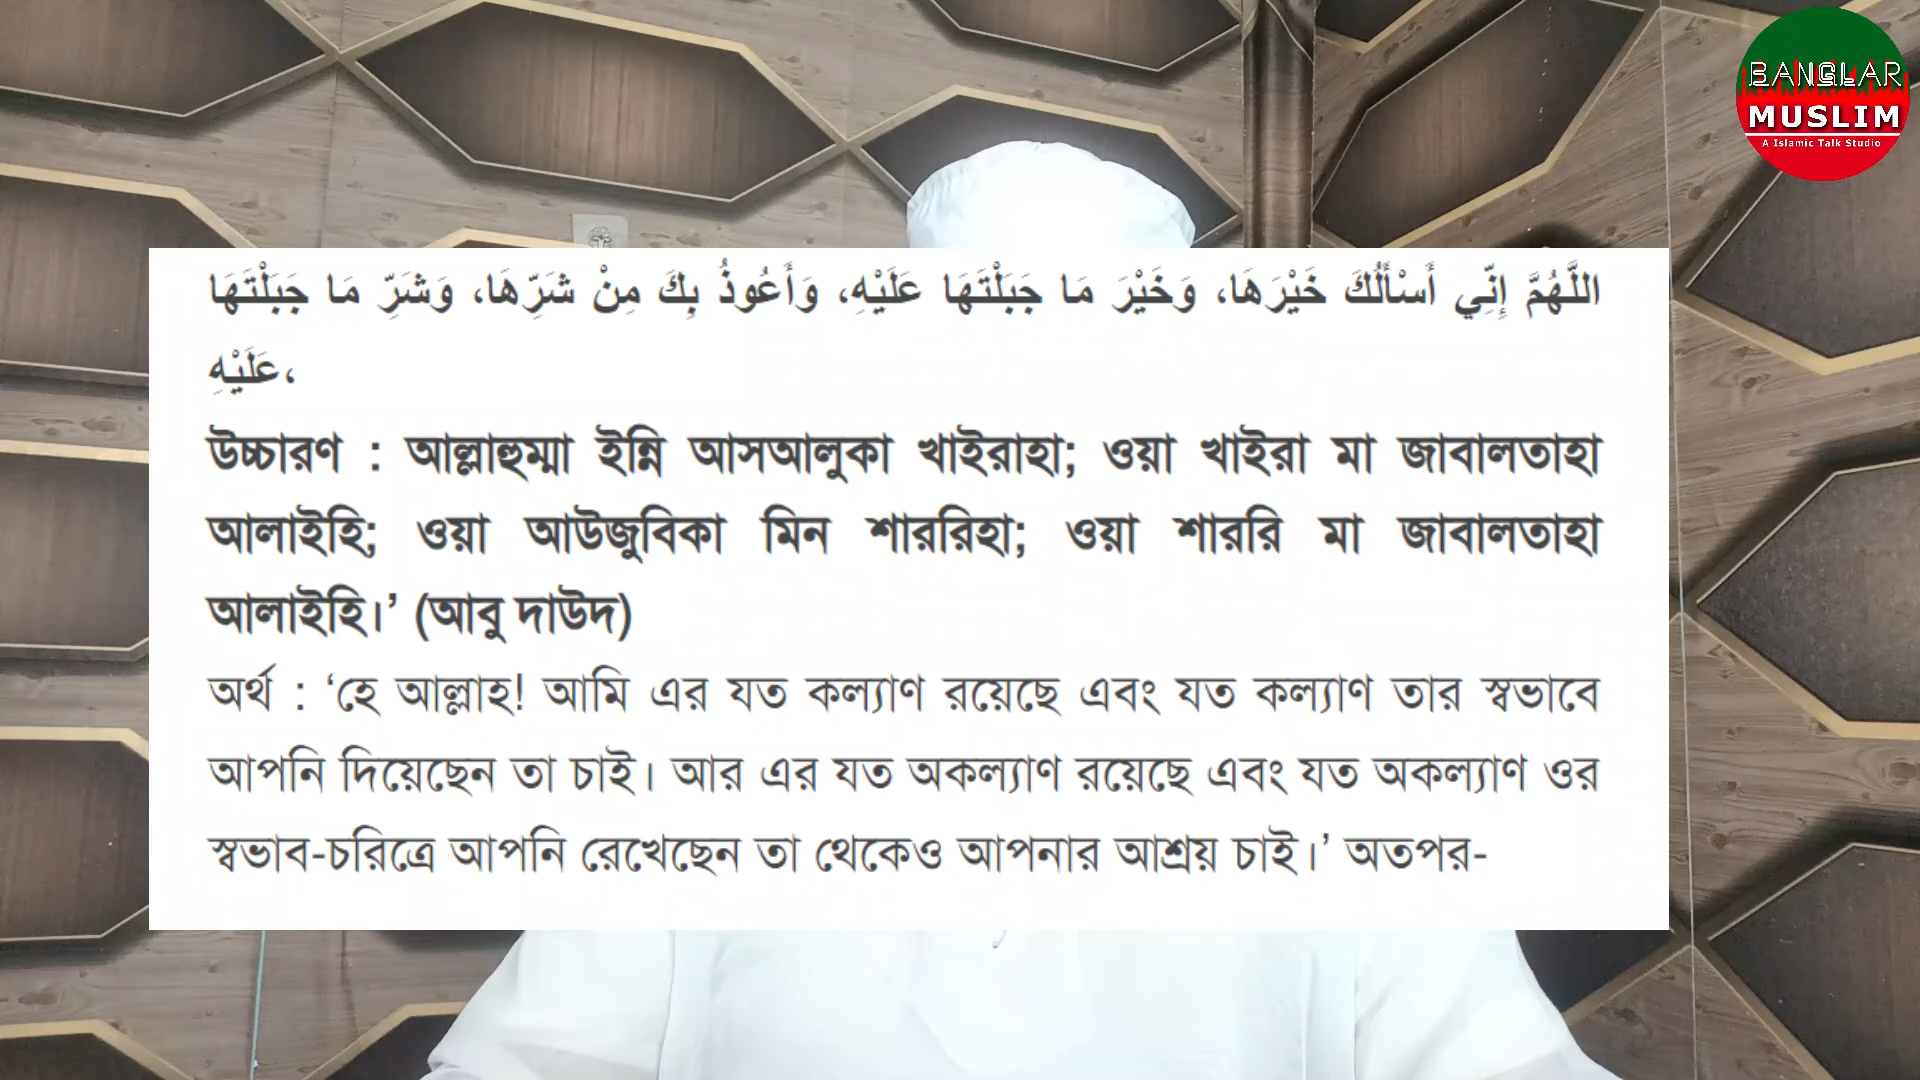 BANGLAR
MUSLIM
A Islamic Talk Studio
اللَّهُمَّ إِنِّي أَسْأَلُكَ خَيْرَهَا، وَخَيْرَ مَا جَبَلْتَهَا عَلَيْهِ، وَأَعُوذُ بِكَ مِنْ شَرِّهَا، وَشَرِّ مَا جَبَلْتَهَا
عَلَيْهِ،
উচ্চারণ : আল্লাহুম্মা ইন্নি আসআলুকা খাইরাহা; ওয়া খাইরা মা জাবালতাহা
আলাইহি; ওয়া আউজুবিকা মিন শাররিহা; ওয়া শাররি মা জাবালতাহা
আলাইহি।’ (আবু দাউদ)
অর্থ : ‘হে আল্লাহ! আমি এর যত কল্যাণ রয়েছে এবং যত কল্যাণ তার স্বভাবে
আপনি দিয়েছেন তা চাই। আর এর যত অকল্যাণ রয়েছে এবং যত অকল্যাণ ওর
স্বভাব-চরিত্রে আপনি রেখেছেন তা থেকেও আপনার আশ্রয় চাই।’ অতপর-